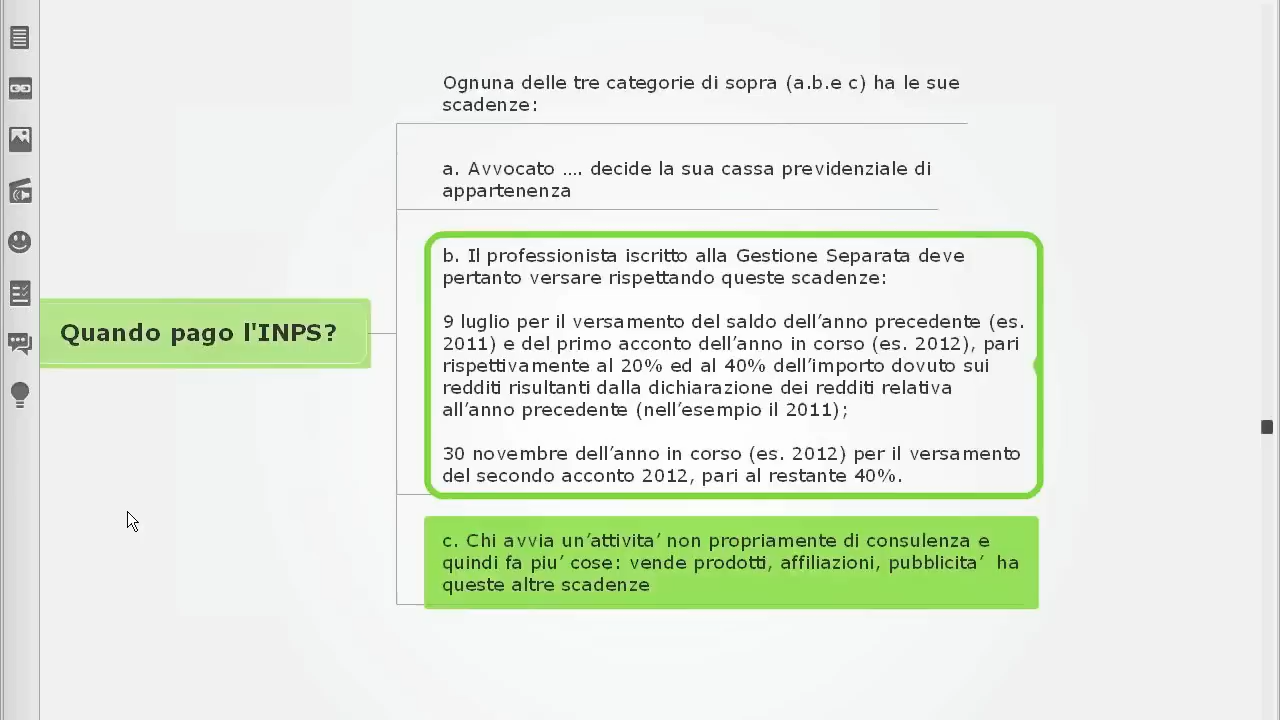 Ognuna delle tre categorie di sopra (a.b.e c) ha le sue
scadenze:
a. Avvocato .... decide la sua cassa previdenziale di
appartenenza
b. Il professionista iscritto alla Gestione Separata deve
pertanto versare rispettando queste scadenze:
9 luglio per il versamento del saldo dell’anno precedente (es.
2011) e del primo acconto dell’anno in corso (es. 2012), pari
rispettivamente al 20% ed al 40% dell’importo dovuto sui
redditi risultanti dalla dichiarazione dei redditi relativa
all’anno precedente (nell’esempio il 2011);
30 novembre dell’anno in corso (es. 2012) per il versamento
del secondo acconto 2012, pari al restante 40%.
Quando pago l'INPS?
c. Chi avvia un’attivita’ non propriamente di consulenza e
quindi fa piu’ cose: vende prodotti, affiliazioni, pubblicita’ ha
queste altre scadenze